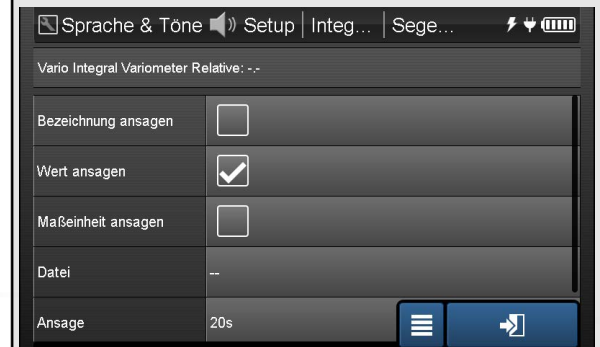 Sprache & Töne Setup | Integ... | Sege...
Vario Integral Variometer Relative: -.-
Bezeichnung ansagen
Wert ansagen
Maßeinheit ansagen
Datei --
Ansage 20s